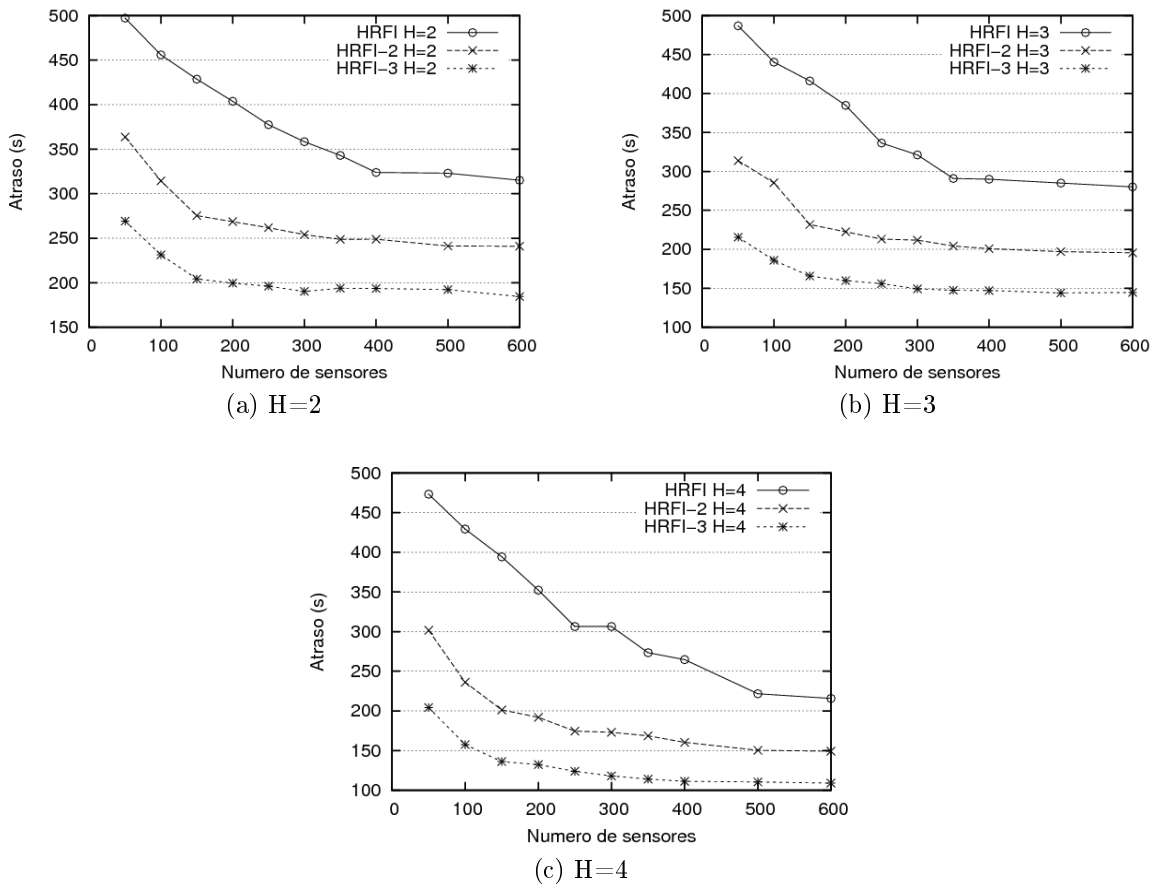 HRFI H=2
HRFI-2 H=2
HRFI-3 H=2
500
450
400
350
300
250
200
150
Atraso (s)
0 100 200 300 400 500 600
Numero de sensores
(a) H=2
HRFI H=3
HRFI-2 H=3
HRFI-3 H=3
500
450
400
350
300
250
200
150
100
Atraso (s)
0 100 200 300 400 500 600
Numero de sensores
(b) H=3
HRFI H=4
HRFI-2 H=4
HRFI-3 H=4
500
450
400
350
300
250
200
150
100
Atraso (s)
0 100 200 300 400 500 600
Numero de sensores
(c) H=4